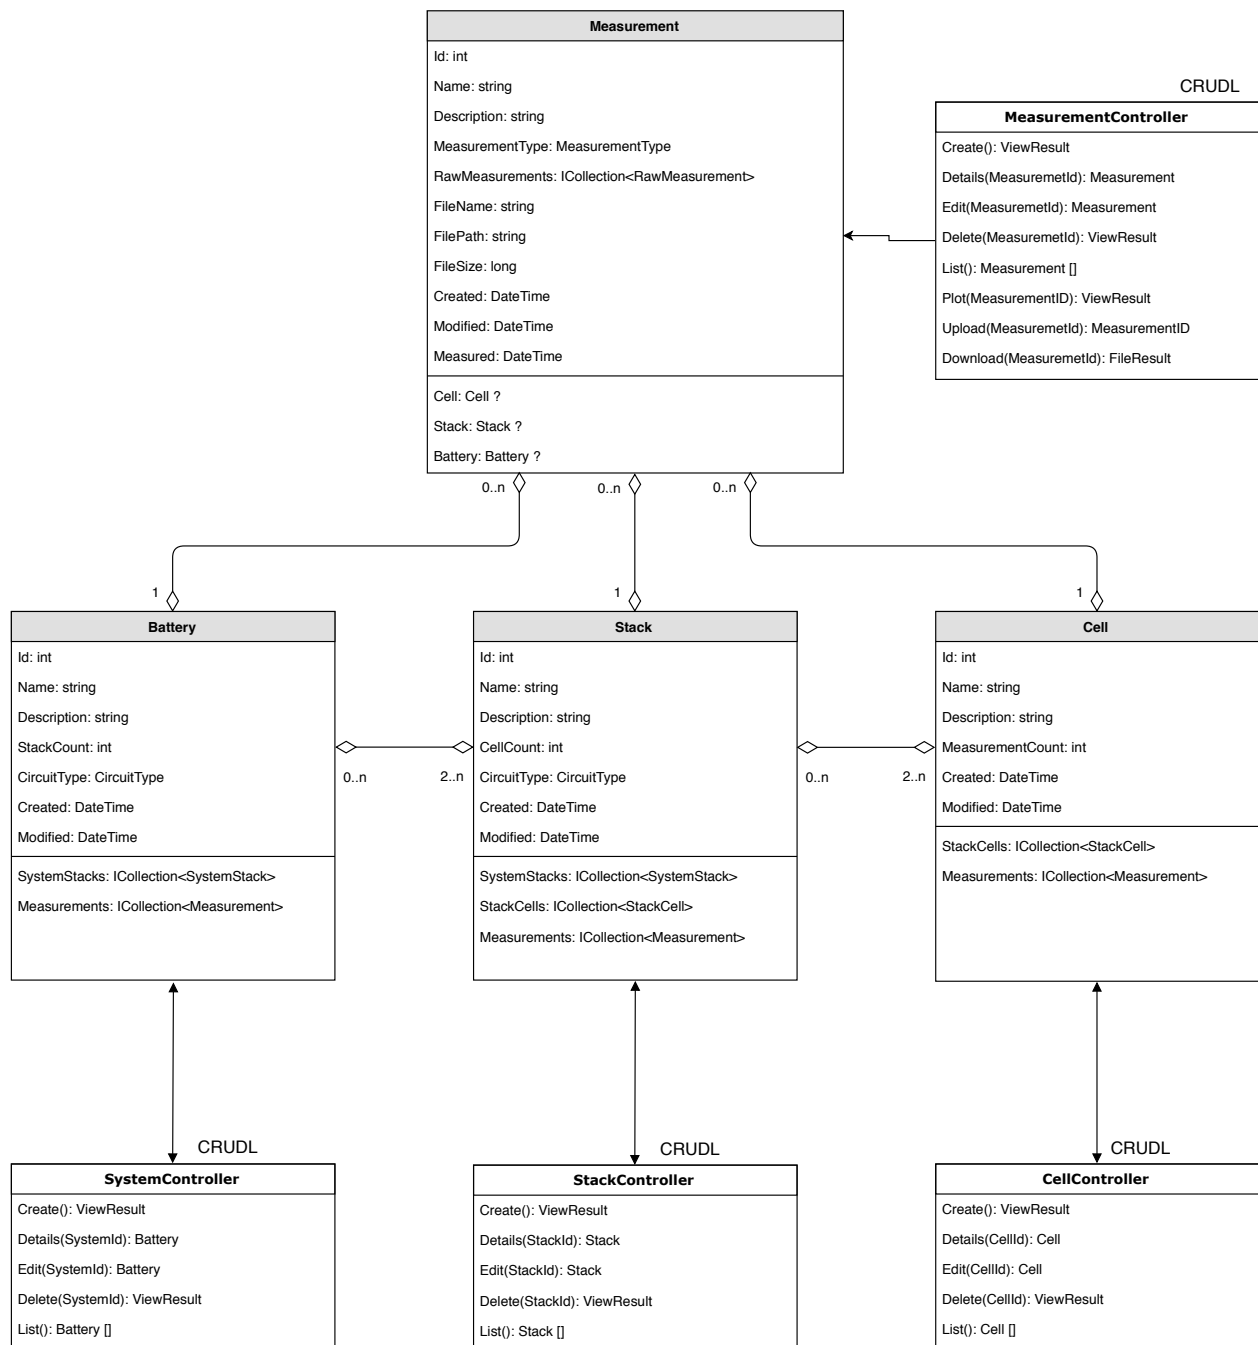 Measurement
Id: int
Name: string
Description: string
MeasurementType: MeasurementType
RawMeasurements: ICollection<RawMeasurement>
FileName: string
FilePath: string
FileSize: long
Created: DateTime
Modified: DateTime
Measured: DateTime
Cell: Cell ?
Stack: Stack ?
Battery: Battery ?
CRUDL
MeasurementController
Create(): ViewResult
Details(MeasuremetId): Measurement
Edit(MeasuremetId): Measurement
Delete(MeasuremetId): ViewResult
List(): Measurement []
Plot(MeasurementID): ViewResult
Upload(MeasuremetId): MeasurementID
Download(MeasuremetId): FileResult
0..n
0..n
0..n
1
1
1
Battery
Id: int
Name: string
Description: string
StackCount: int
CircuitType: CircuitType
Created: DateTime
Modified: DateTime
SystemStacks: ICollection<SystemStack>
Measurements: ICollection<Measurement>
0..n
2..n
Stack
Id: int
Name: string
Description: string
CellCount: int
CircuitType: CircuitType
Created: DateTime
Modified: DateTime
SystemStacks: ICollection<SystemStack>
StackCells: ICollection<StackCell>
Measurements: ICollection<Measurement>
0..n
2..n
Cell
Id: int
Name: string
Description: string
MeasurementCount: int
Created: DateTime
Modified: DateTime
StackCells: ICollection<StackCell>
Measurements: ICollection<Measurement>
CRUDL
SystemController
Create(): ViewResult
Details(SystemId): Battery
Edit(SystemId): Battery
Delete(SystemId): ViewResult
List(): Battery []
CRUDL
StackController
Create(): ViewResult
Details(StackId): Stack
Edit(StackId): Stack
Delete(StackId): ViewResult
List(): Stack []
CRUDL
CellController
Create(): ViewResult
Details(CellId): Cell
Edit(CellId): Cell
Delete(CellId): ViewResult
List(): Cell []